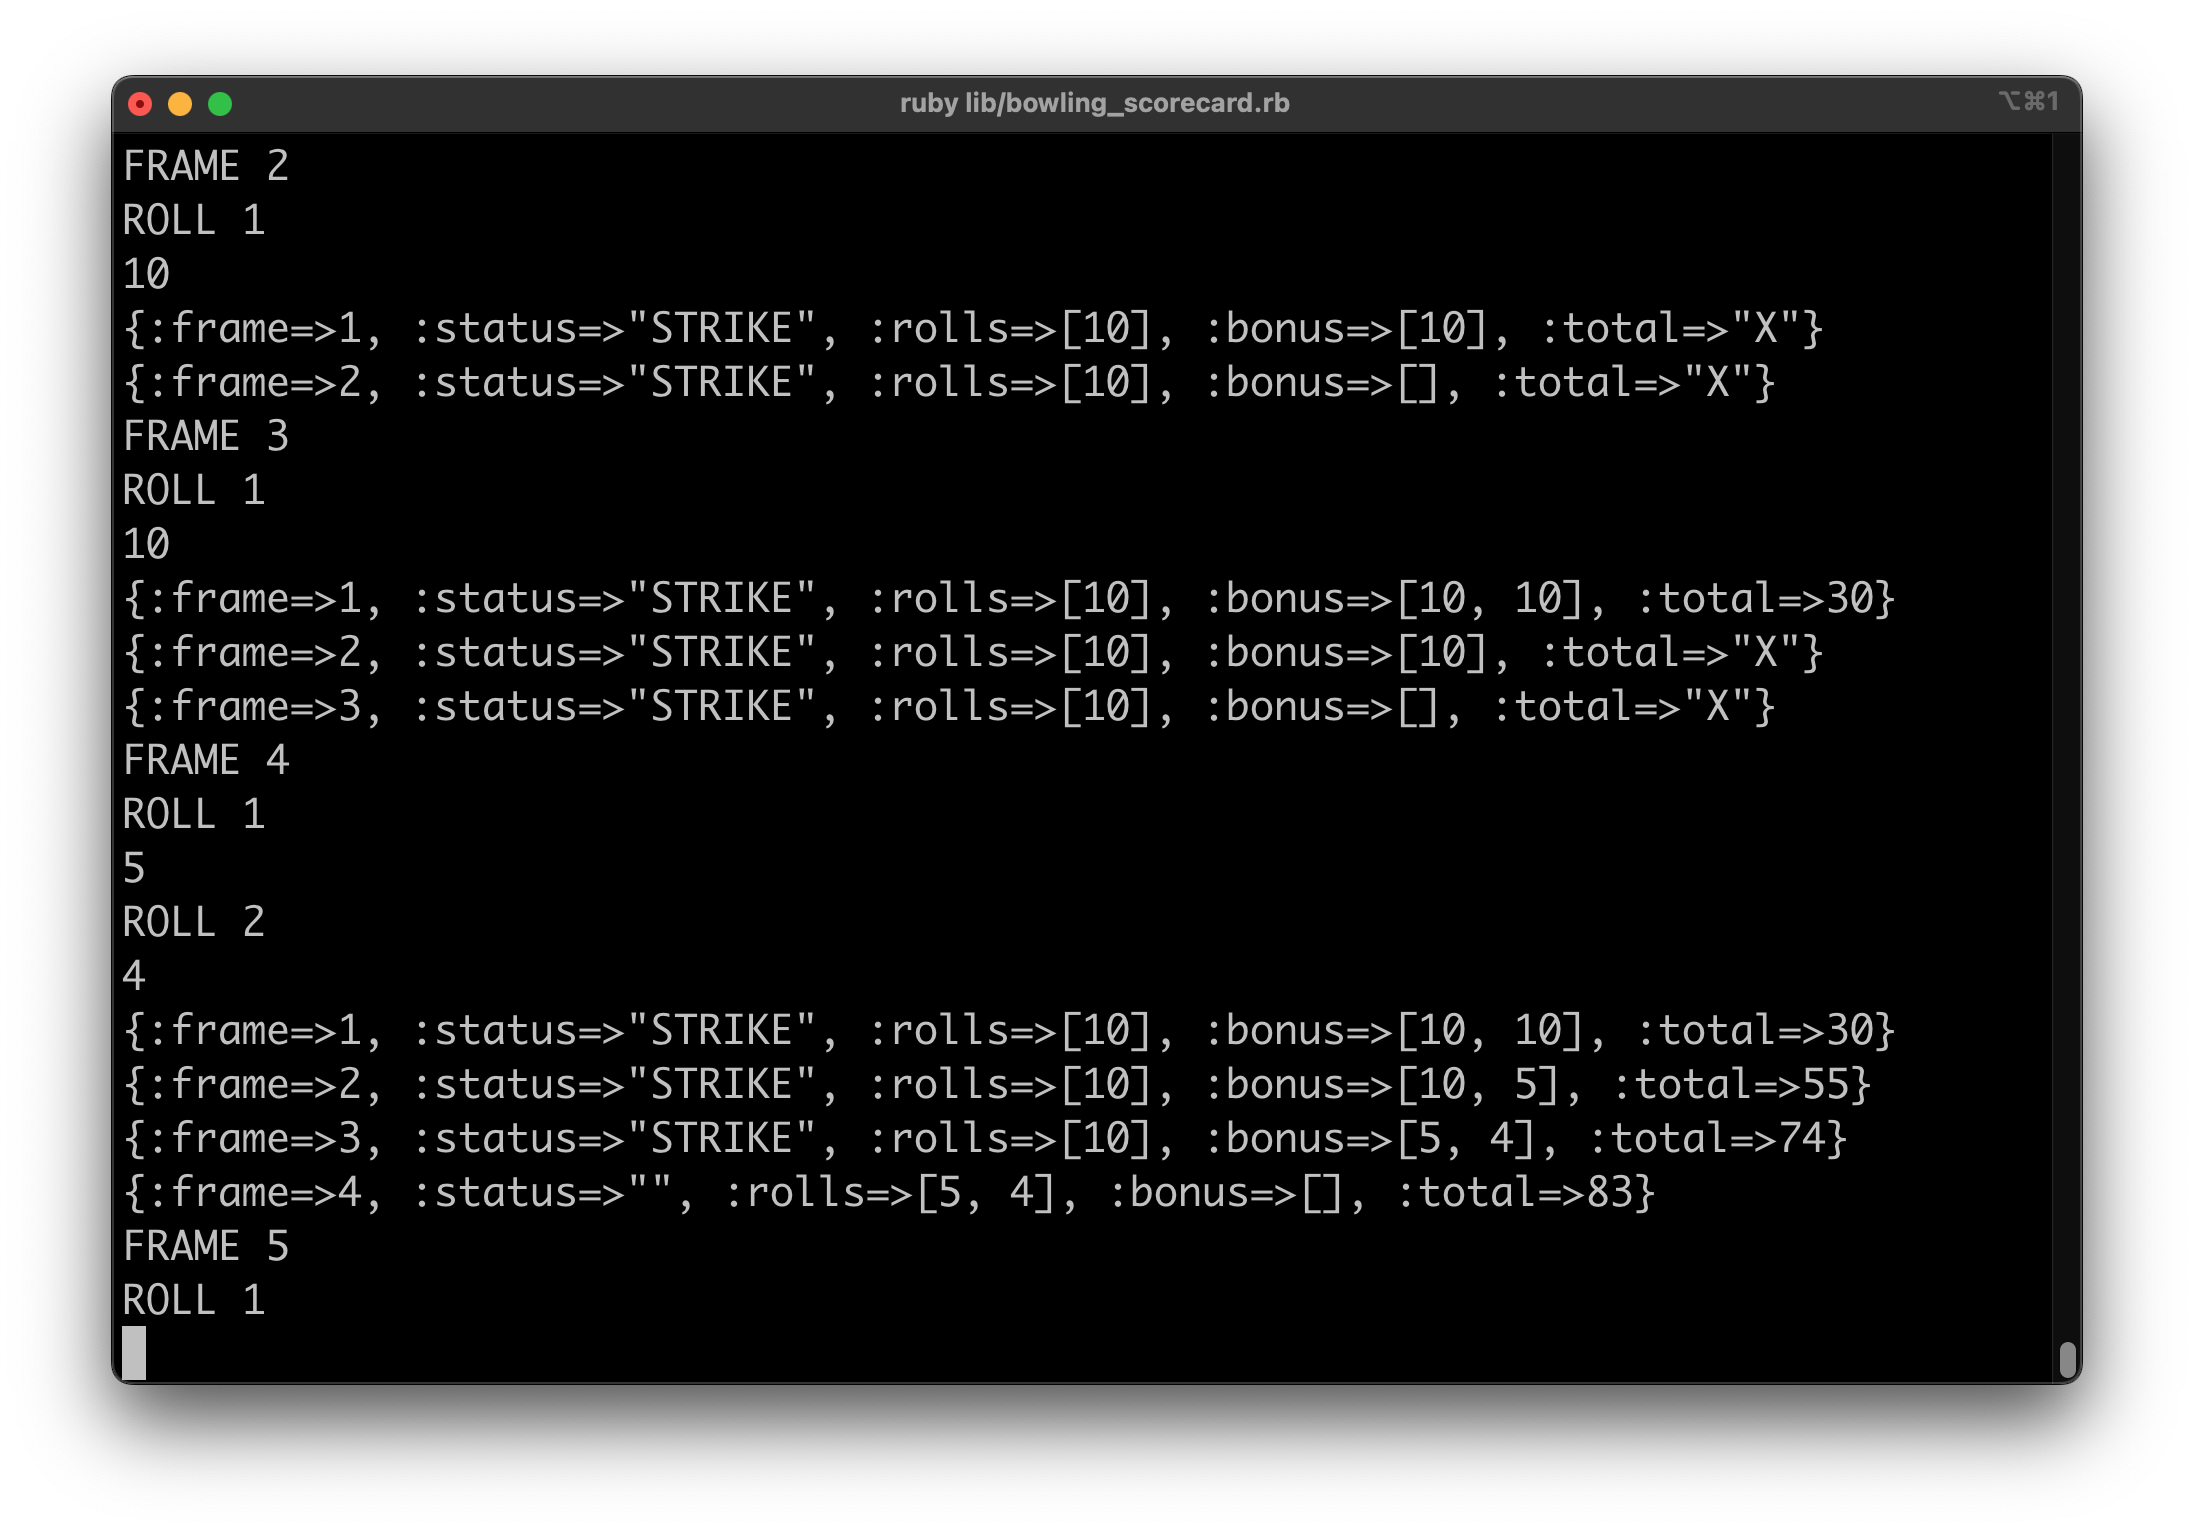 ruby lib/bowling_scorecard.rb
⌥⌘1
FRAME 2
ROLL 1
10
{:frame=>1, :status=>"STRIKE", :rolls=>[10], :bonus=>[10], :total=>"X"}
{:frame=>2, :status=>"STRIKE", :rolls=>[10], :bonus=>[], :total=>"X"}
FRAME 3
ROLL 1
10
{:frame=>1, :status=>"STRIKE", :rolls=>[10], :bonus=>[10, 10], :total=>30}
{:frame=>2, :status=>"STRIKE", :rolls=>[10], :bonus=>[10], :total=>"X"}
{:frame=>3, :status=>"STRIKE", :rolls=>[10], :bonus=>[], :total=>"X"}
FRAME 4
ROLL 1
5
ROLL 2
4
{:frame=>1, :status=>"STRIKE", :rolls=>[10], :bonus=>[10, 10], :total=>30}
{:frame=>2, :status=>"STRIKE", :rolls=>[10], :bonus=>[10, 5], :total=>55}
{:frame=>3, :status=>"STRIKE", :rolls=>[10], :bonus=>[5, 4], :total=>74}
{:frame=>4, :status=>"", :rolls=>[5, 4], :bonus=>[], :total=>83}
FRAME 5
ROLL 1